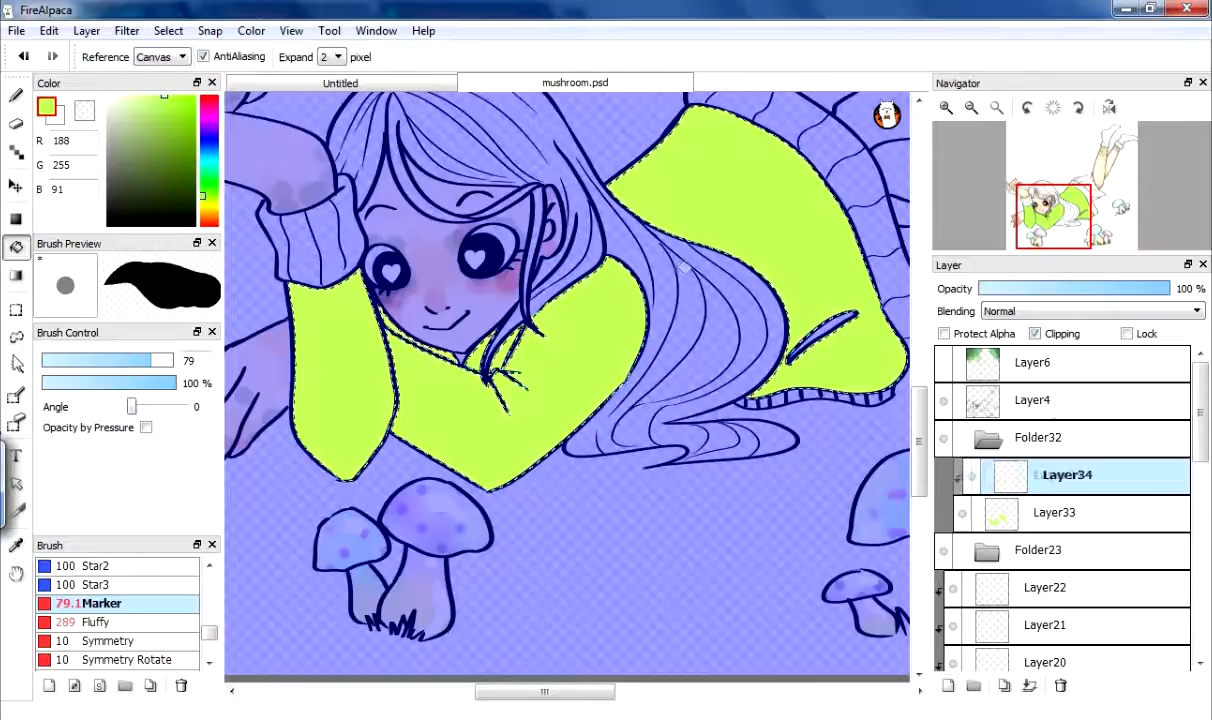 FireAlpaca
File Edit Layer Filter Select Snap Color View Tool Window Help
Reference Canvas AntiAliasing Expand 2 pixel
Color
Untitled
mushroom.psd
Navigator
R 188
G 255
B 91
Brush Preview
*
Brush Control
79
100 %
Angle 0
Opacity by Pressure
Brush
100 Star2
100 Star3
79.1 Marker
289 Fluffy
10 Symmetry
10 Symmetry Rotate
Layer
Opacity 100 %
Blending Normal
Protect Alpha Clipping Lock
Layer6
Layer4
Folder32
Layer34
Layer33
Folder23
Layer22
Layer21
Layer20
T